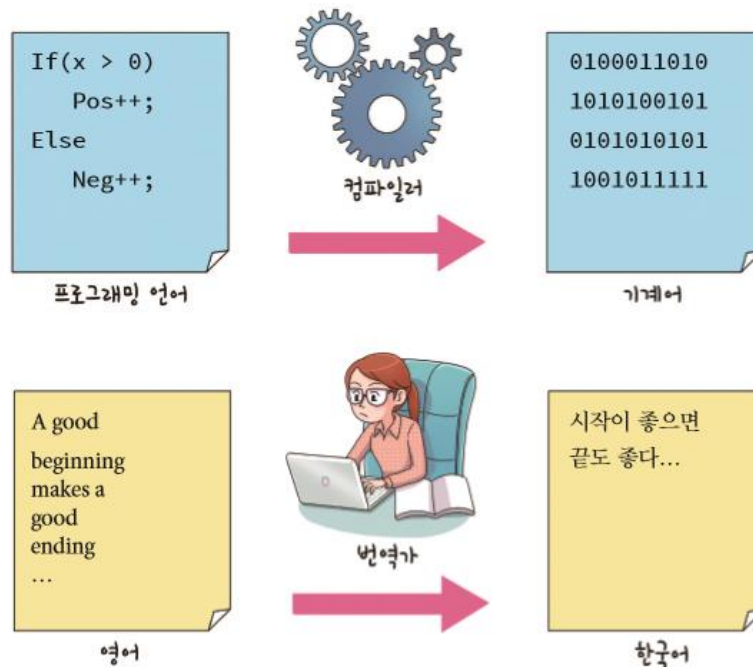 If(x > 0)
Pos++;
Else
Neg++;
프로그래밍 언어
컴파일러
0100011010
1010100101
0101010101
1001011111
기계어
A good
beginning
makes a
good
ending
...
영어
번역가
시작이 좋으면
끝도 좋다...
한국어